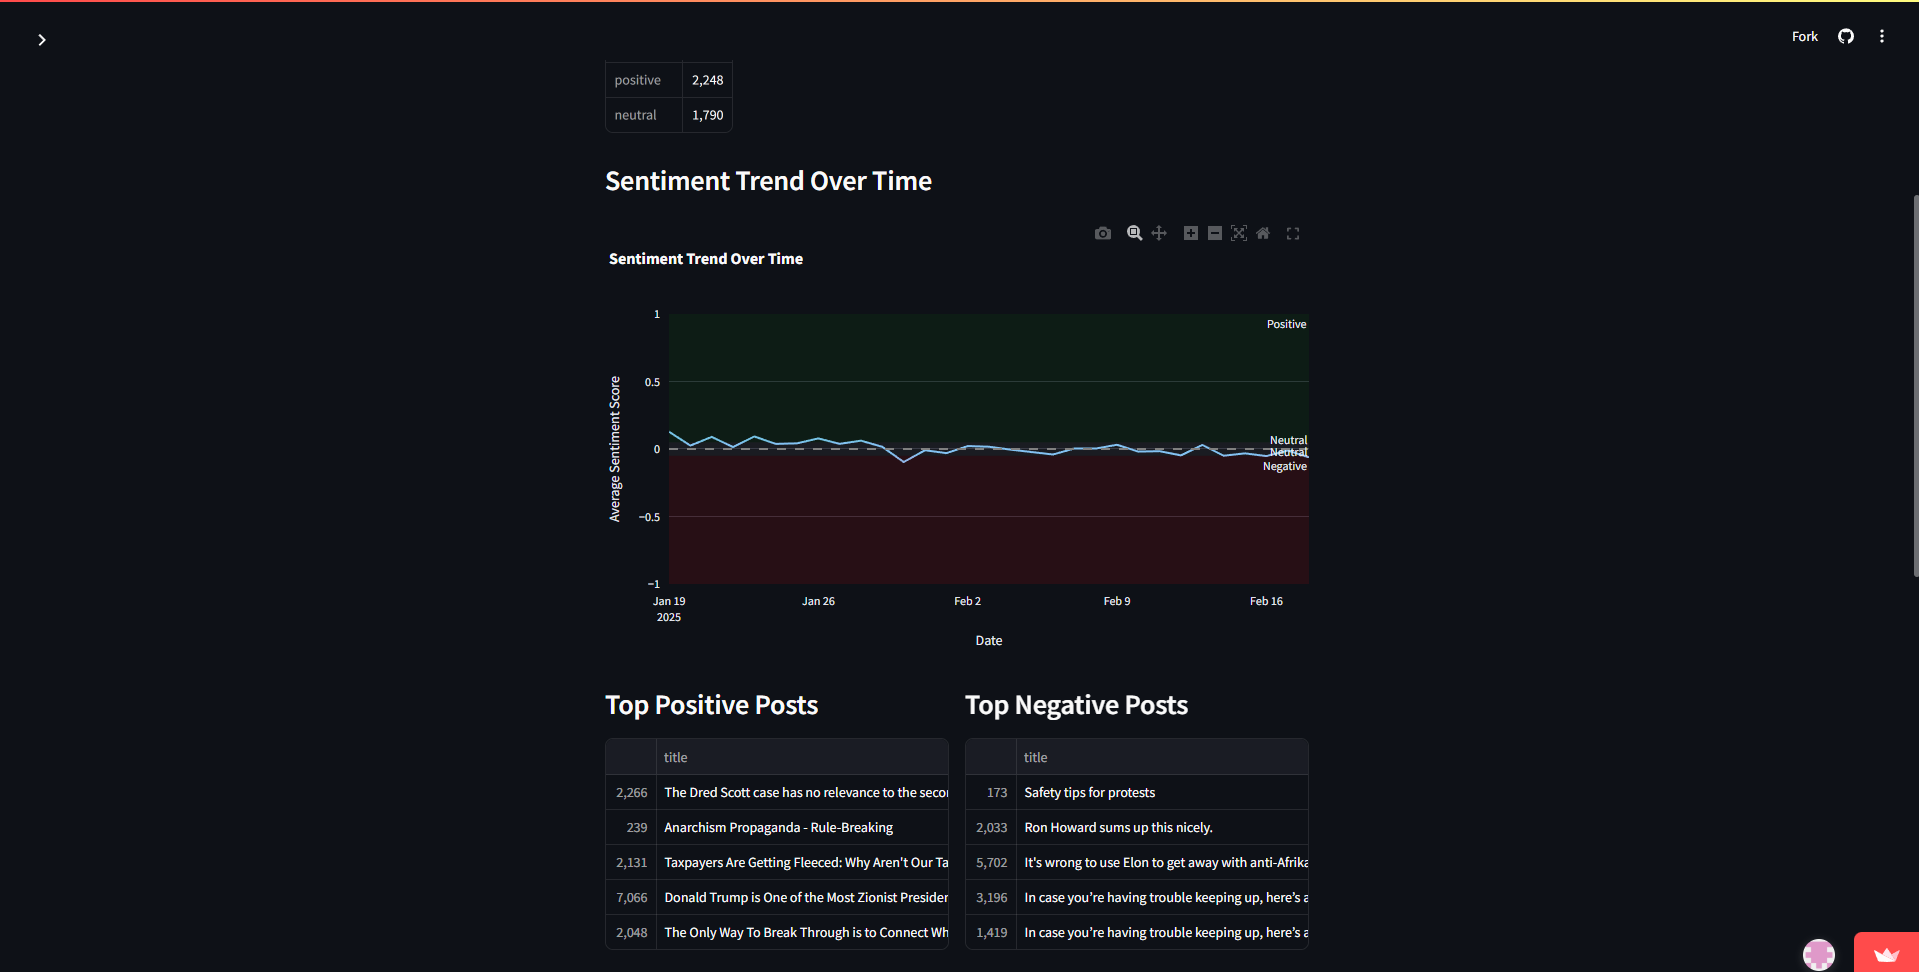 Fork
positive 2,248
neutral 1,790
Sentiment Trend Over Time
Sentiment Trend Over Time
1
Positive
0.5
Average Sentiment Score
Neutral
0
Neutral
Negative
−0.5
−1
Jan 19 Jan 26 Feb 2 Feb 9 Feb 16
2025
Date
Top Positive Posts
title
2,266 The Dred Scott case has no relevance to the secon
239 Anarchism Propaganda - Rule-Breaking
2,131 Taxpayers Are Getting Fleeced: Why Aren't Our Ta
7,066 Donald Trump is One of the Most Zionist Presiden
2,048 The Only Way To Break Through is to Connect Wh
Top Negative Posts
title
173 Safety tips for protests
2,033 Ron Howard sums up this nicely.
5,702 It's wrong to use Elon to get away with anti-Afrika
3,196 In case you’re having trouble keeping up, here’s a
1,419 In case you’re having trouble keeping up, here’s a